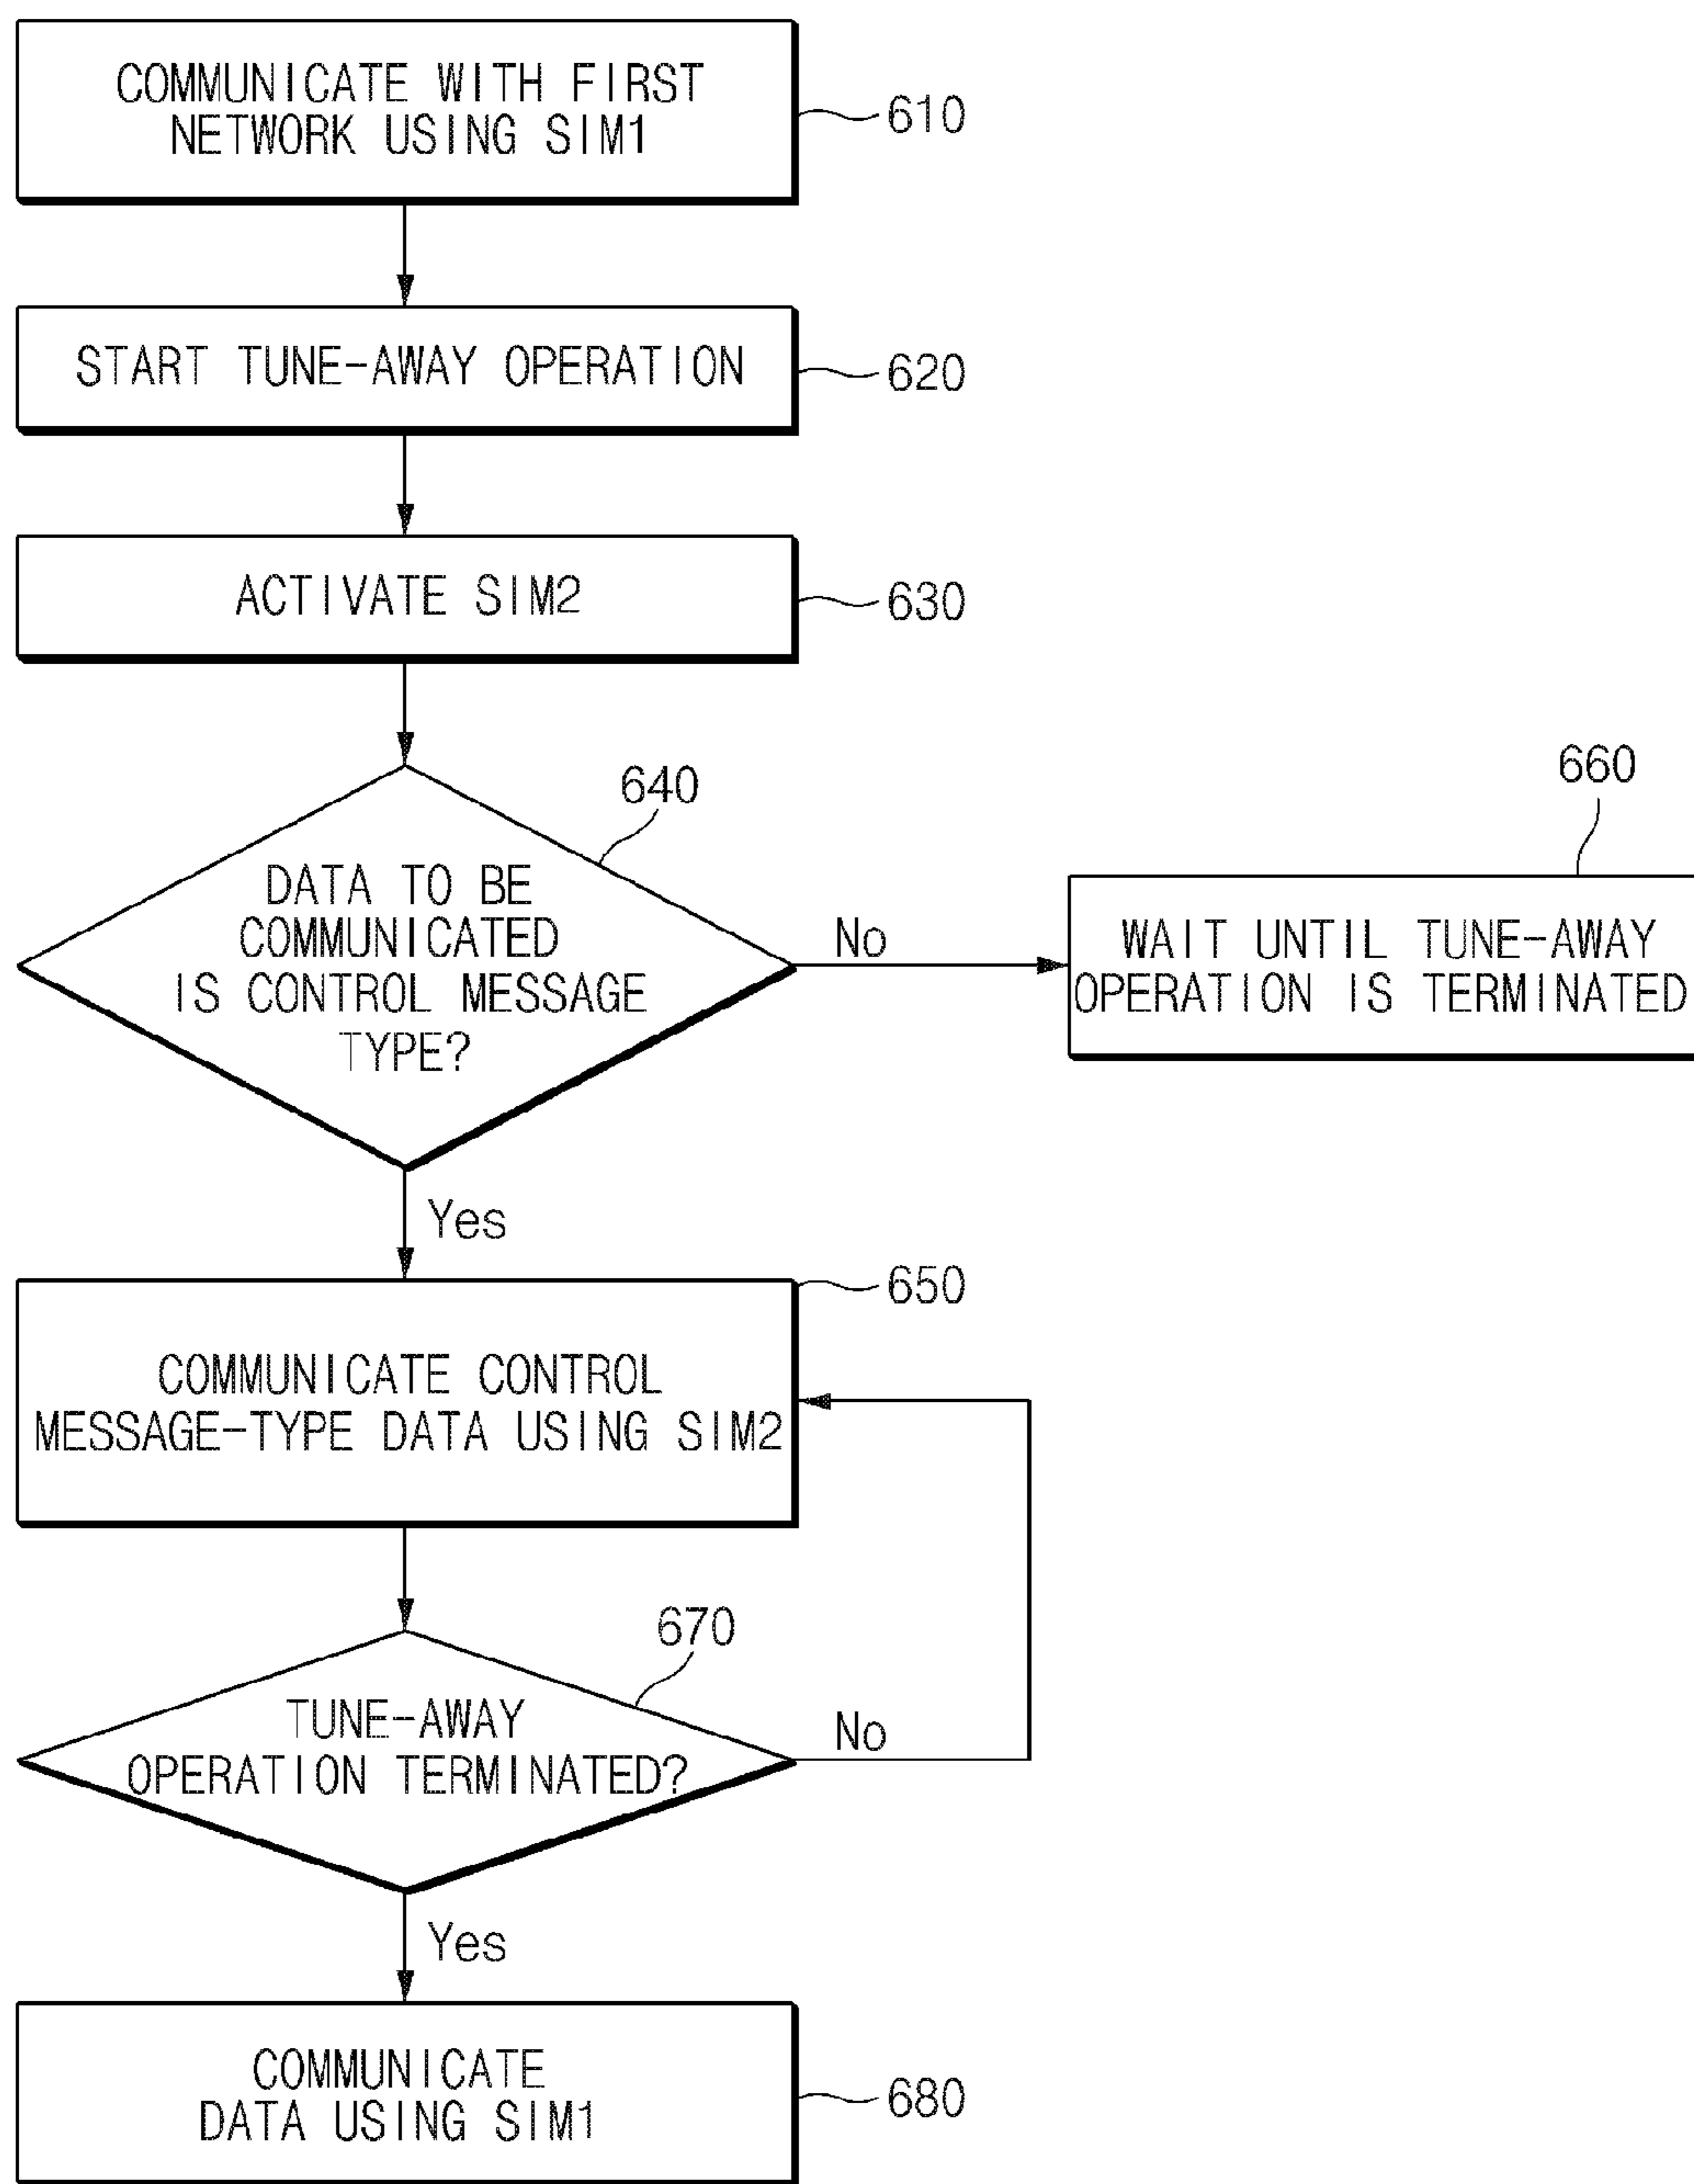 COMMUNICATE WITH FIRST
NETWORK USING SIM1
610
START TUNE-AWAY OPERATION
620
ACTIVATE SIM2
630
640
DATA TO BE
COMMUNICATED
IS CONTROL MESSAGE
TYPE?
No
660
WAIT UNTIL TUNE-AWAY
OPERATION IS TERMINATED
Yes
650
COMMUNICATE CONTROL
MESSAGE-TYPE DATA USING SIM2
670
TUNE-AWAY
OPERATION TERMINATED?
No
Yes
COMMUNICATE
DATA USING SIM1
680